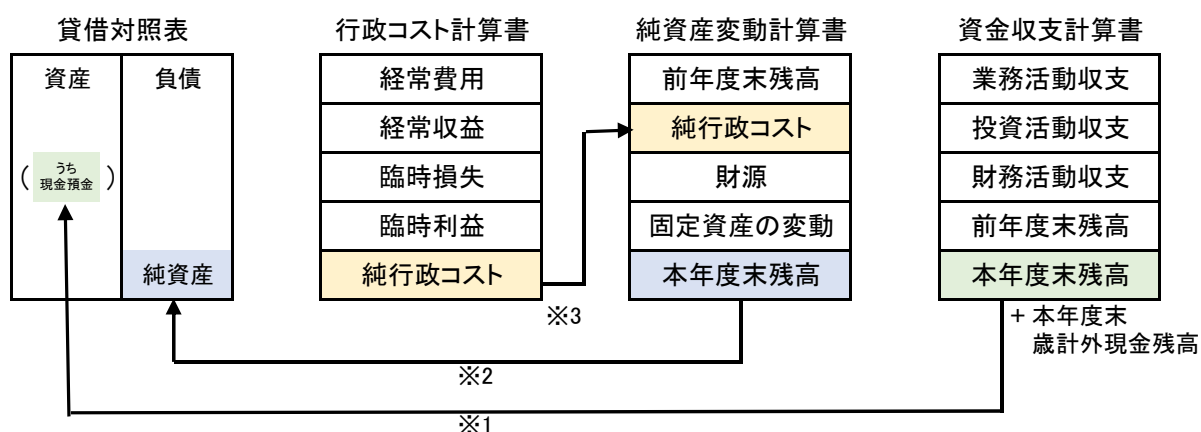 貸借対照表
資産
負債
(
うち
現金預金
)
純資産
行政コスト計算書
経常費用
経常収益
臨時損失
臨時利益
純行政コスト
純資産変動計算書
前年度末残高
純行政コスト
財源
固定資産の変動
本年度末残高
資金収支計算書
業務活動収支
投資活動収支
財務活動収支
前年度末残高
本年度末残高
+ 本年度末
歳計外現金残高
※3
※2
※1